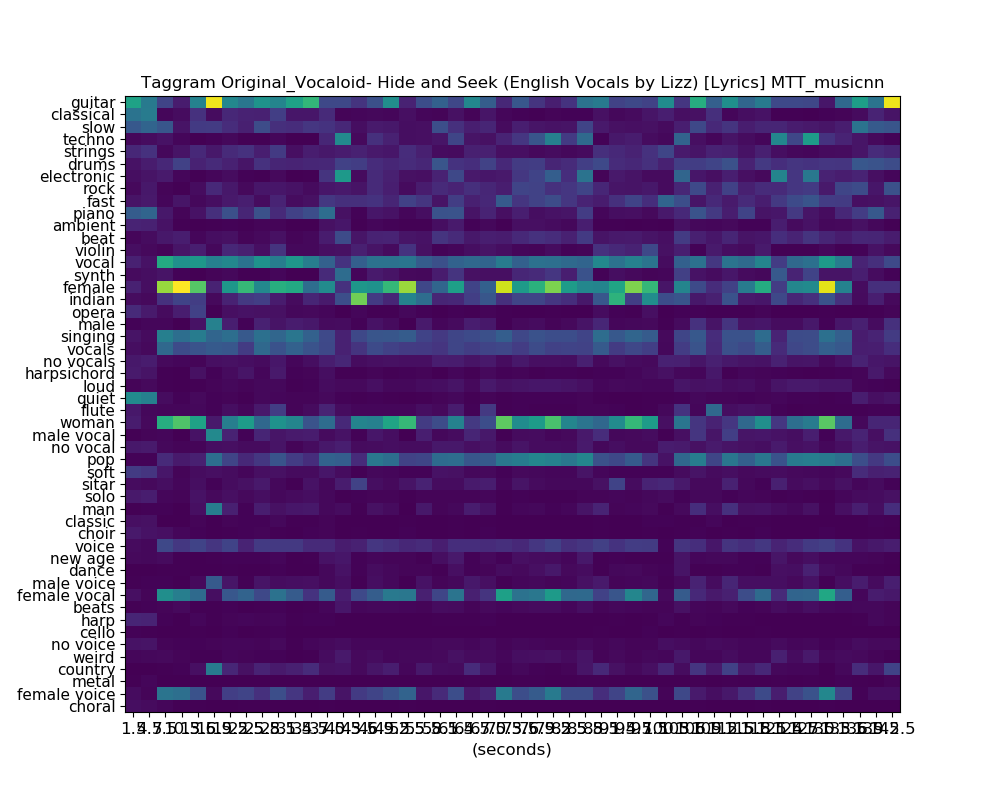 Taggram Original_Vocaloid- Hide and Seek (English Vocals by Lizz) [Lyrics] MTT_musicnn
guitar
classical
slow
techno
strings
drums
electronic
rock
fast
piano
ambient
beat
violin
vocal
synth
female
indian
opera
male
singing
vocals
no vocals
harpsichord
loud
quiet
flute
woman
male vocal
no vocal
pop
soft
sitar
solo
man
classic
choir
voice
new age
dance
male voice
female vocal
beats
harp
cello
no voice
weird
country
metal
female voice
choral
(seconds)